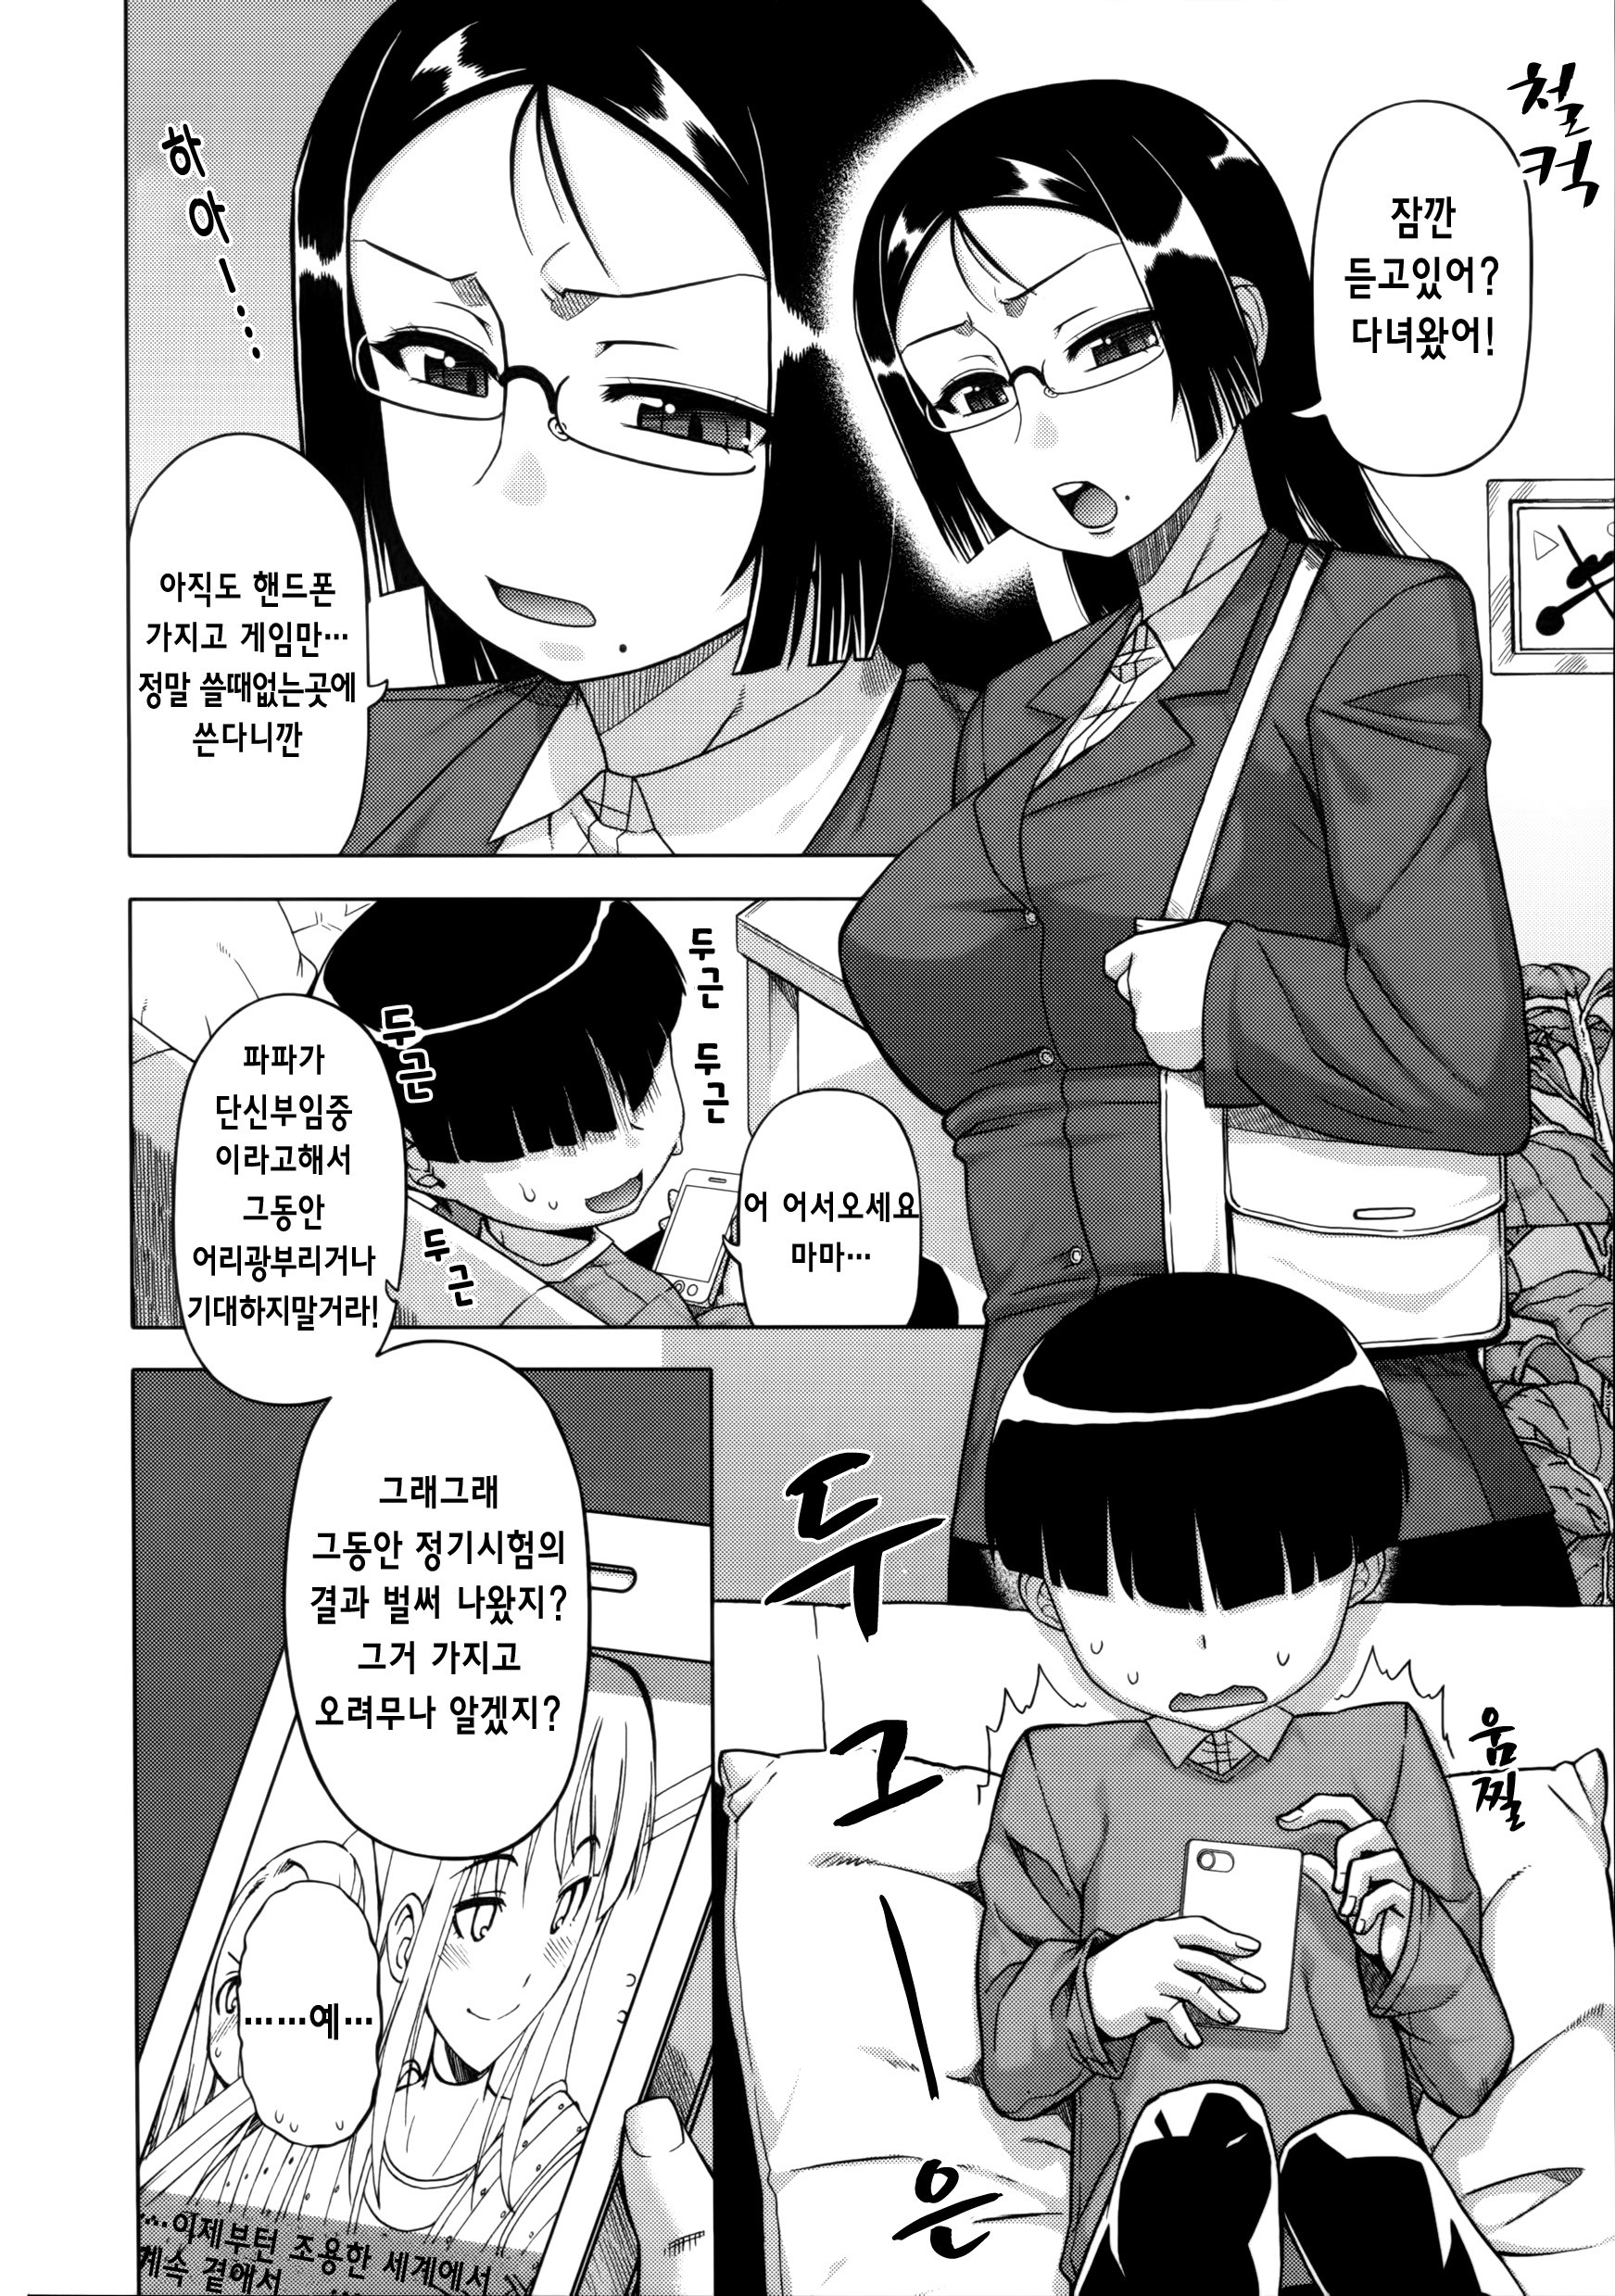 철컥
잠깐
듣고있어?
다녀왔어!
하아ー…
아직도 핸드폰
가지고 게임만…
정말 쓸때없는곳에
쓴다니깐
움찔
두
그
ー
은
두근
두근
두근
두근
어 어서오세요
마마…
파파가
단신부임중
이라고해서
그동안
어리광부리거나
기대하지말거라!
그래그래
그동안 정기시험의
결과 벌써 나왔지?
그거 가지고
오려무나 알겠지?
……예…
…이제부턴 조용한 세계에서
계속 곁애서 …